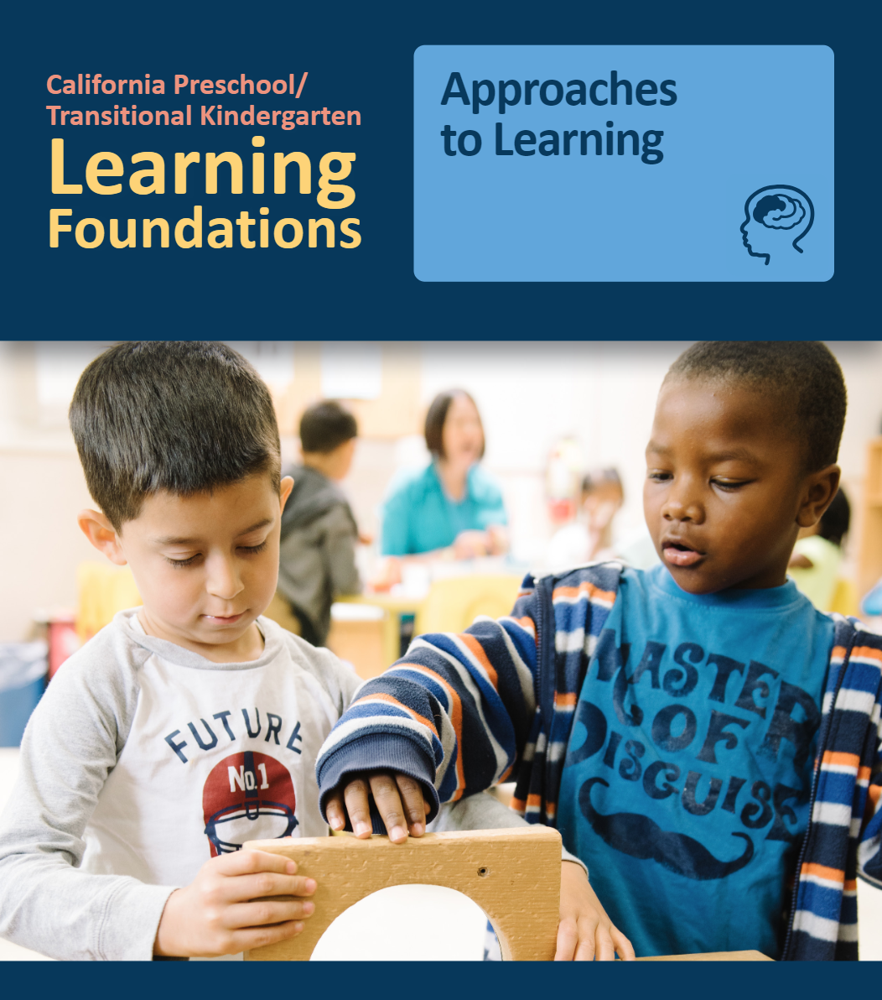 California Preschool/
Transitional Kindergarten
Learning
Foundations
Approaches
to Learning
FUTURE
No.1
MASTER
OF
DISGUISE